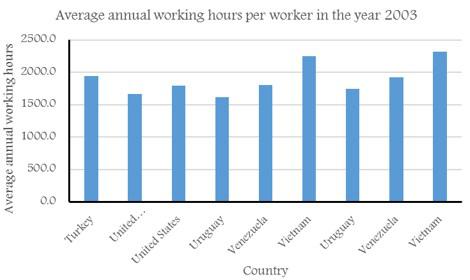 Average annual working hours per worker in the year 2003
Average annual working hours
2500.0
2000.0
1500.0
1000.0
500.0
0.0
Turkey
United...
United States
Uruguay
Venezuela
Vietnam
Uruguay
Venezuela
Vietnam
Country